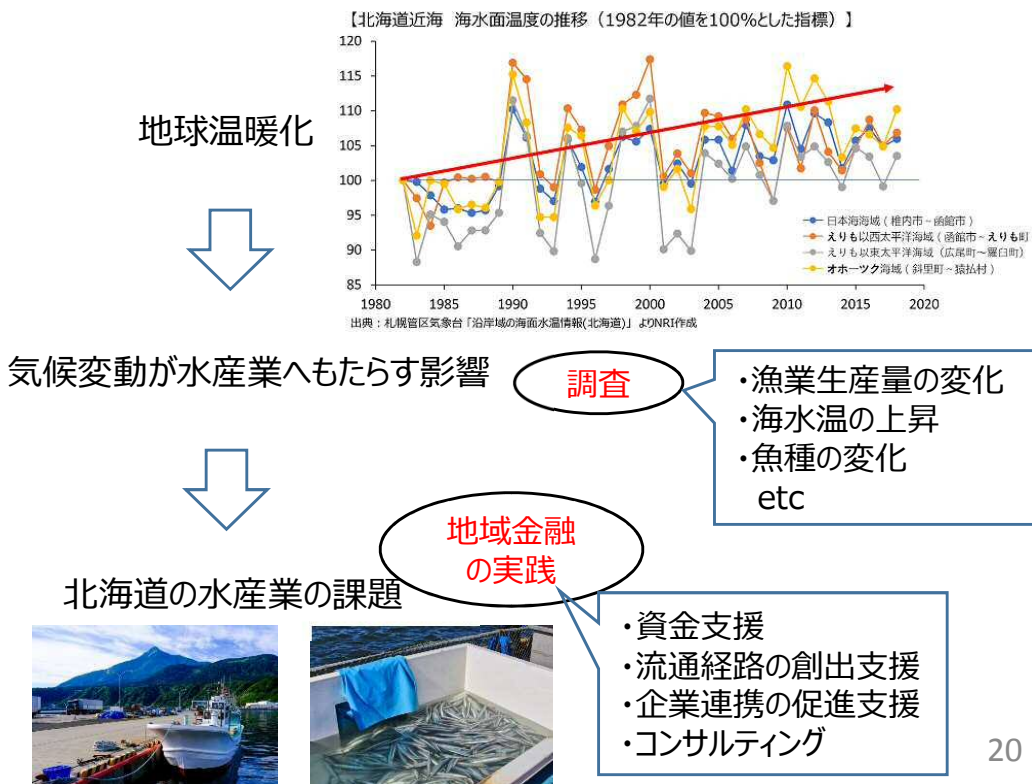 【北海道近海 海水面温度の推移（1982年の値を100%とした指標）】
120
115
110
105
100
95
90
85
1980
1985
1990
1995
2000
2005
2010
2015
2020
日本海海域（稚内市～函館市）
えりも以西太平洋海域（函館市～えりも町
えりも以東太平洋海域（広尾町～羅臼町）
オホーツク海域（斜里町～猿払村）
出典：札幌管区気象台「沿岸域の海面水温情報(北海道)」よりNRI作成
地球温暖化
気候変動が水産業へもたらす影響
調査
・漁業生産量の変化
・海水温の上昇
・魚種の変化
etc
地域金融
の実践
北海道の水産業の課題
・資金支援
・流通経路の創出支援
・企業連携の促進支援
・コンサルティング
20